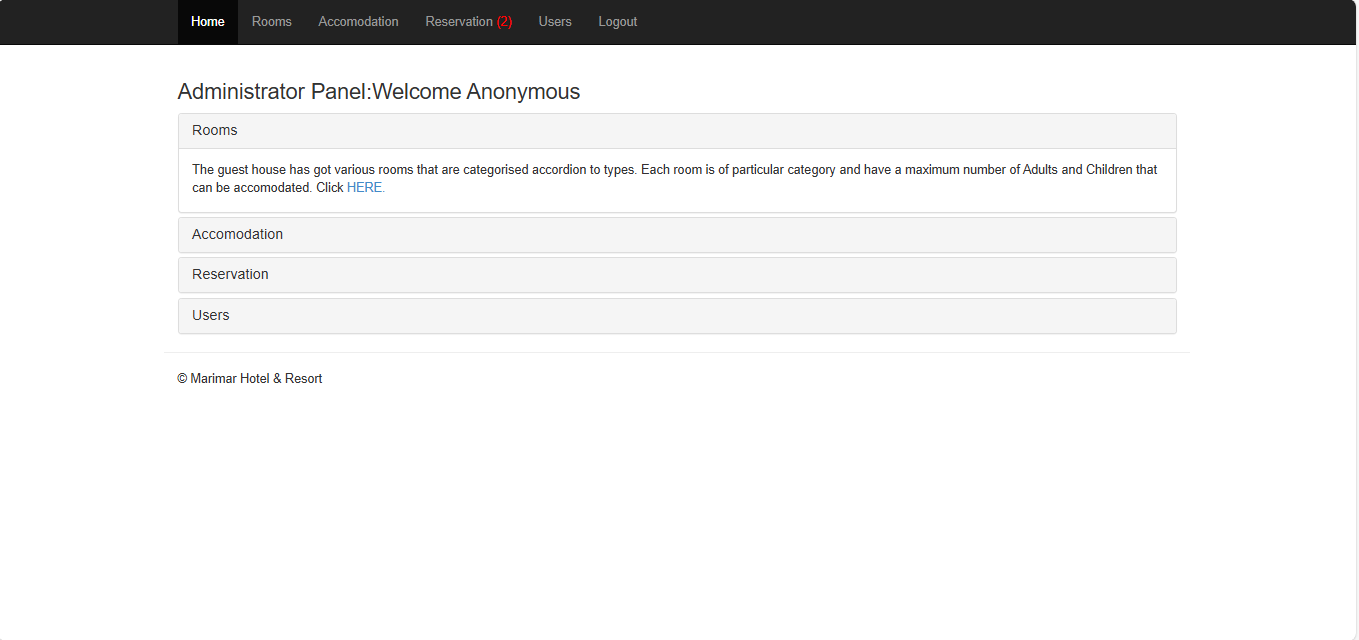 Home Rooms Accomodation Reservation (2) Users Logout
Administrator Panel:Welcome Anonymous
Rooms
The guest house has got various rooms that are categorised accordion to types. Each room is of particular category and have a maximum number of Adults and Children that
can be accomodated. Click HERE.
Accomodation
Reservation
Users
© Marimar Hotel & Resort